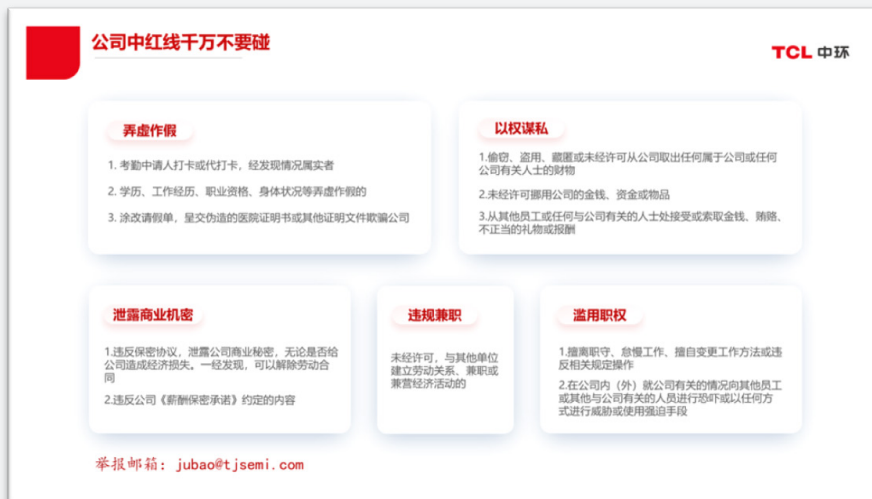 公司中红线千万不要碰
TCL 中环
弄虚作假
1. 考勤中请人打卡或代打卡，经发现情况属实者
2. 学历、工作经历、职业资格、身体状况等弄虚作假的
3. 涂改请假单，呈交伪造的医院证明书或其他证明文件欺骗公司
以权谋私
1.偷窃、盗用、藏匿或未经许可从公司取出任何属于公司或任何
公司有关人士的财物
2.未经许可挪用公司的金钱、资金或物品
3.从其他员工或任何与公司有关的人士处接受或索取金钱、贿赂、
不正当的礼物或报酬
泄露商业机密
1.违反保密协议，泄露公司商业秘密，无论是否给
公司造成经济损失。一经发现，可以解除劳动合
同
2.违反公司《薪酬保密承诺》约定的内容
违规兼职
未经许可，与其他单位
建立劳动关系、兼职或
兼营经济活动的
滥用职权
1.擅离职守、怠慢工作、擅自变更工作方法或违
反相关规定操作
2.在公司内（外）就公司有关的情况向其他员工
或其他与公司有关的人员进行恐吓或以任何方
式进行威胁或使用强迫手段
举报邮箱：jubao@tjsemi.com